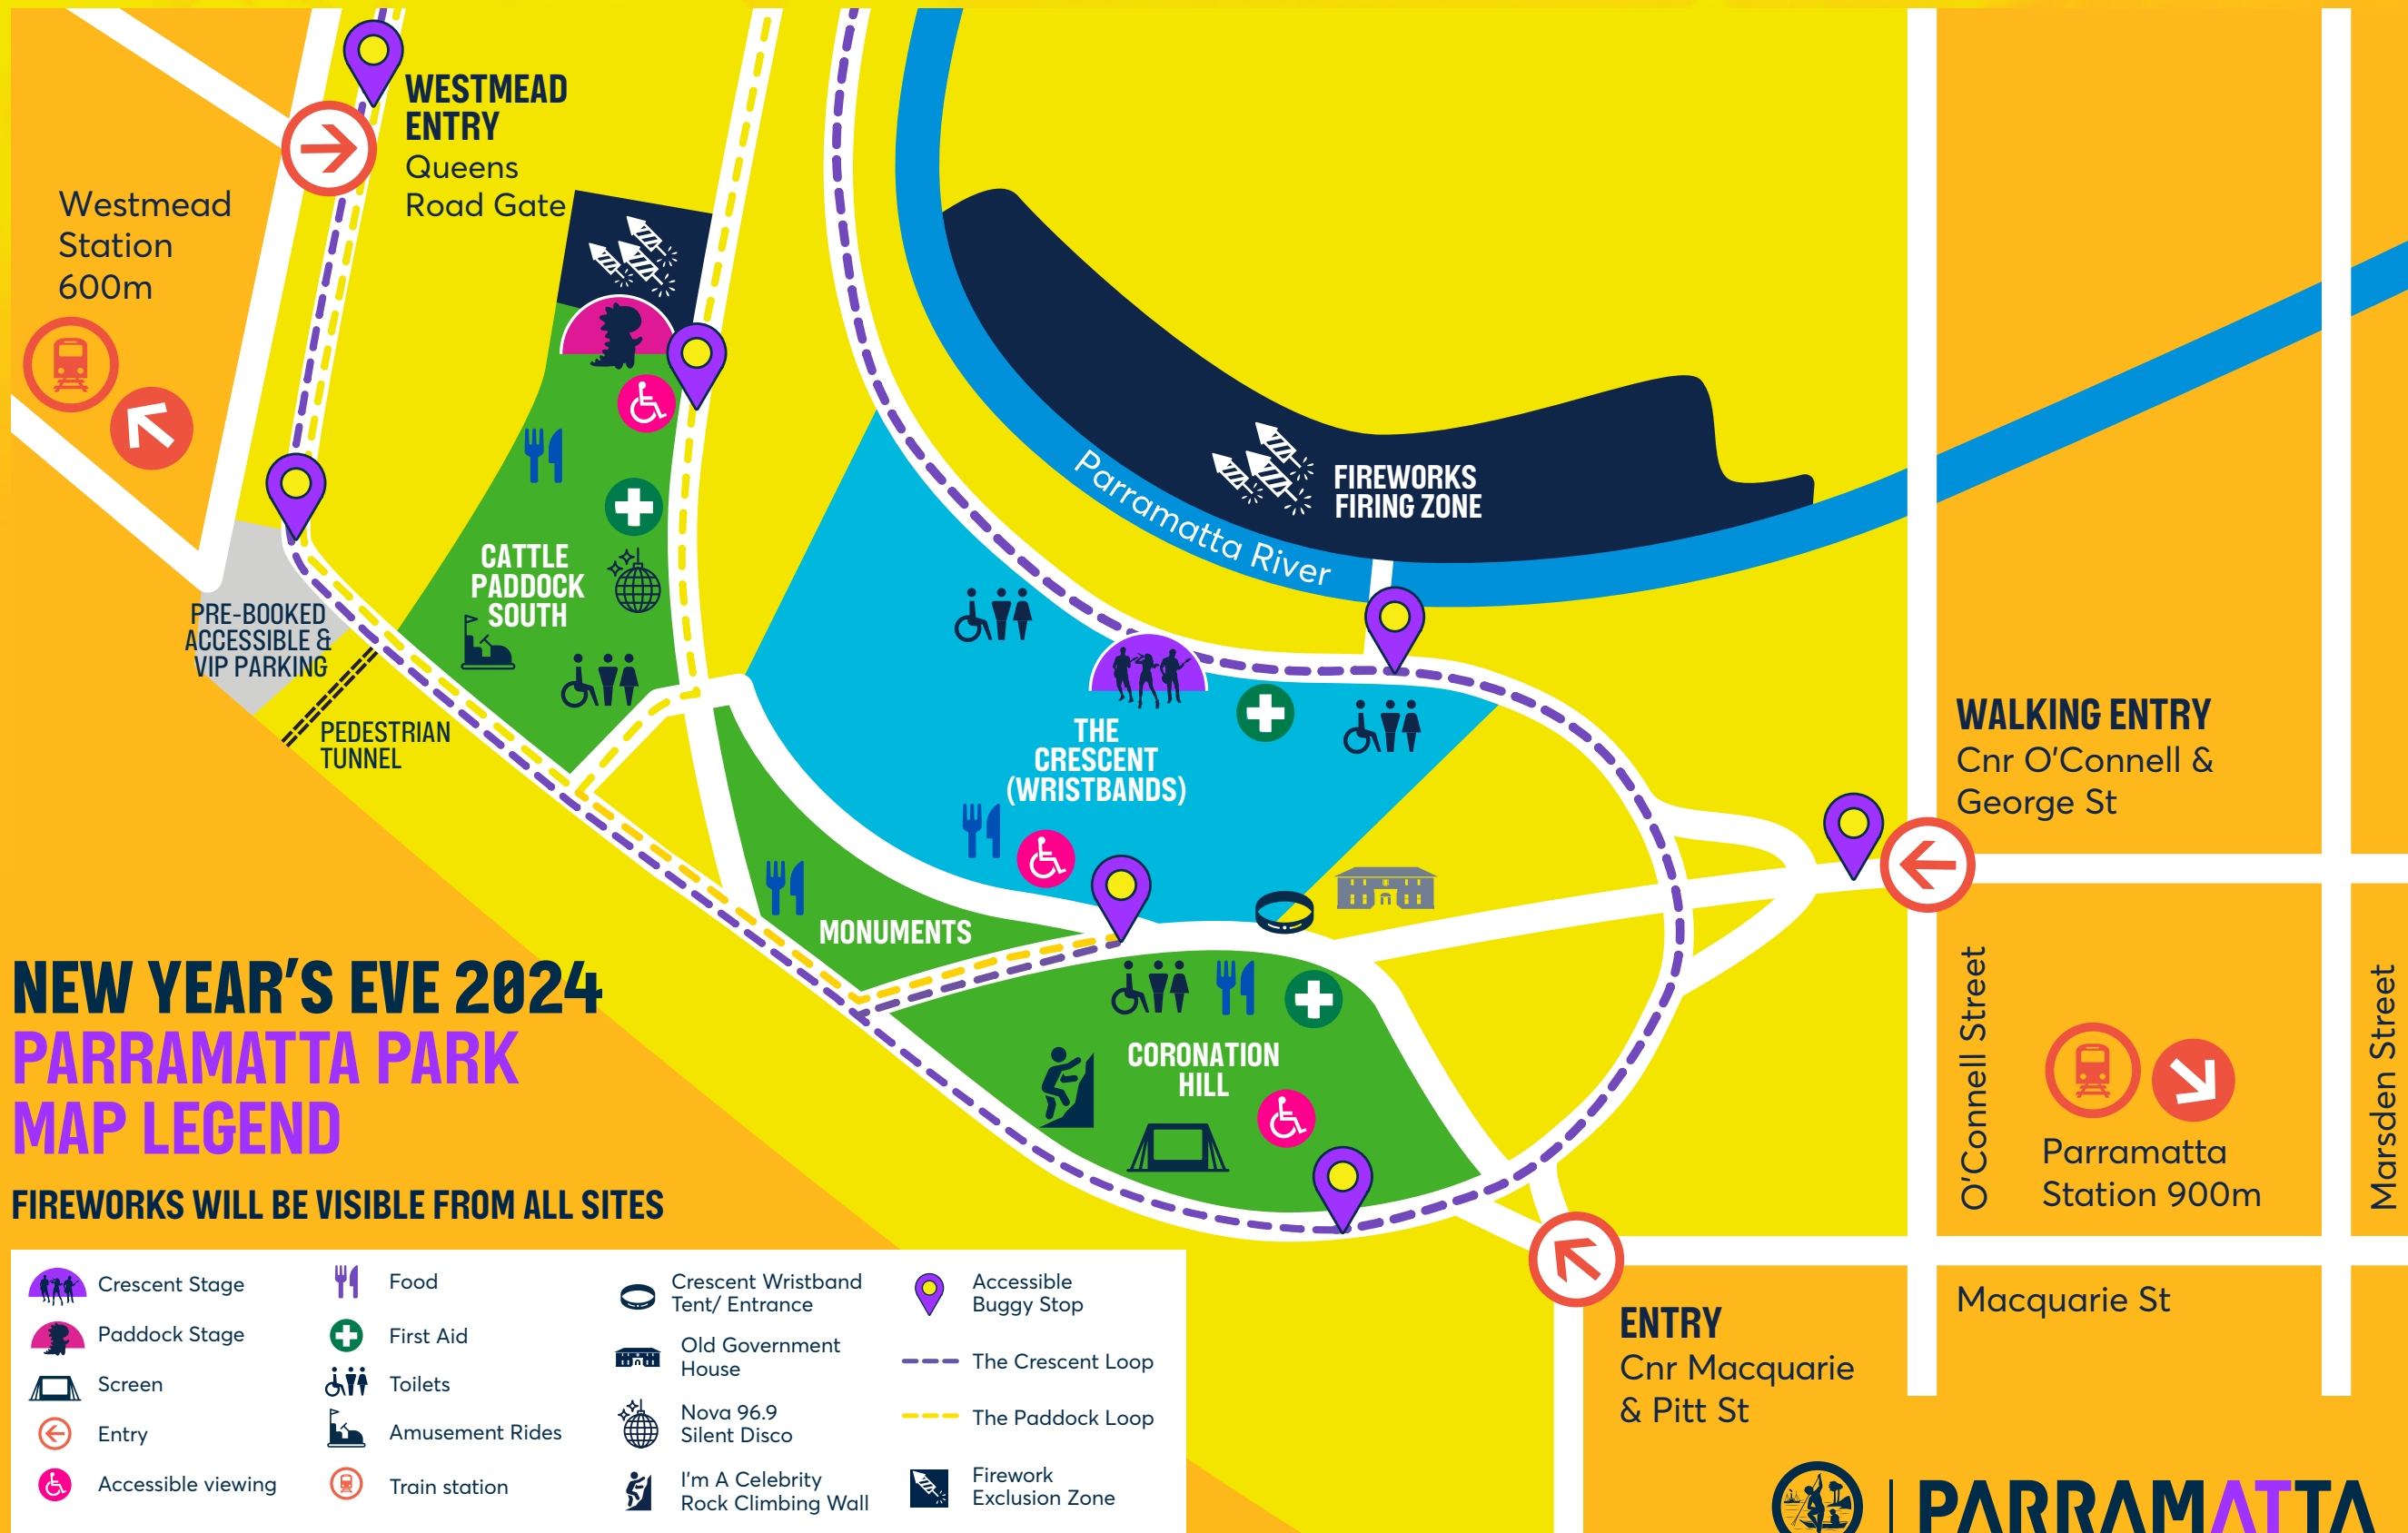 WESTMEAD
ENTRY
Queens
Road Gate
Westmead
Station
600m
FIREWORKS
FIRING ZONE
Parramatta River
CATTLE
PADDOCK
SOUTH
PRE-BOOKED
ACCESSIBLE &
VIP PARKING
PEDESTRIAN
TUNNEL
THE
CRESCENT
(WRISTBANDS)
WALKING ENTRY
Cnr O'Connell &
George St
MONUMENTS
CORONATION
HILL
O'Connell Street
Marsden Street
Parramatta
Station 900m
Macquarie St
ENTRY
Cnr Macquarie
& Pitt St
NEW YEAR'S EVE 2024
PARRAMATTA PARK
MAP LEGEND
FIREWORKS WILL BE VISIBLE FROM ALL SITES
Crescent Stage
Paddock Stage
Screen
Entry
Accessible viewing
Food
First Aid
Toilets
Amusement Rides
Train station
Crescent Wristband
Tent/ Entrance
Old Government
House
Nova 96.9
Silent Disco
I'm A Celebrity
Rock Climbing Wall
Accessible
Buggy Stop
The Crescent Loop
The Paddock Loop
Firework
Exclusion Zone
PARRAMATTA